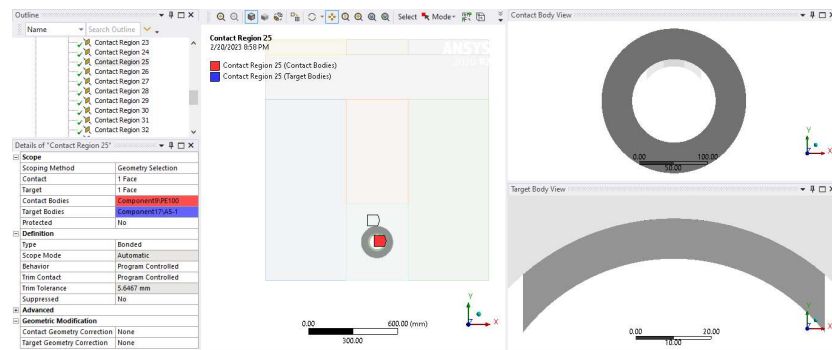 Outline
Name
Search Outline
Contact Region 23
Contact Region 24
Contact Region 25
Contact Region 26
Contact Region 27
Contact Region 28
Contact Region 29
Contact Region 30
Contact Region 31
Contact Region 32
Details of "Contact Region 25"
Scope
Scoping Method Geometry Selection
Contact 1 Face
Target 1 Face
Contact Bodies Component9\PE100
Target Bodies Component17\AS-1
Protected No
Definition
Type Bonded
Scope Mode Automatic
Behavior Program Controlled
Trim Contact Program Controlled
Trim Tolerance 5.6467 mm
Suppressed No
Advanced
Geometric Modification
Contact Geometry Correction None
Target Geometry Correction None
Select Mode
Contact Region 25
2/20/2023 8:58 PM
Contact Region 25 (Contact Bodies)
Contact Region 25 (Target Bodies)
ANSYS
0.00 600.00 (mm)
300.00
Y
X
Contact Body View
0.00 100.00
50.00
Y
X
Target Body View
0.00 20.00
10.00
Y
X